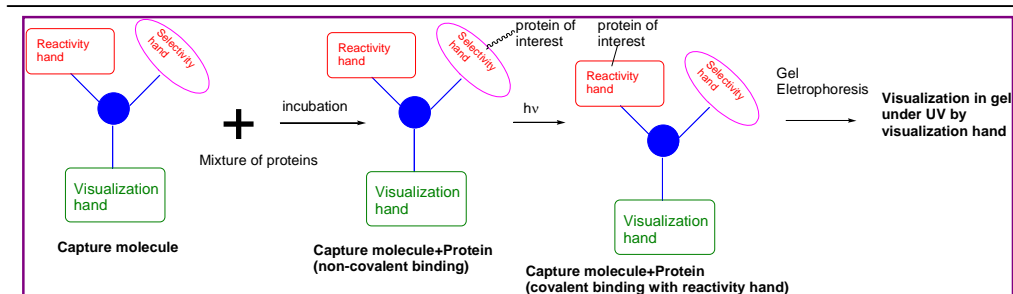 Reactivity
hand
Selectivity
hand
Visualization
hand
Capture molecule
incubation
Mixture of proteins
Reactivity
hand
Selectivity
hand
protein of
interest
Visualization
hand
Capture molecule+Protein
(non-covalent binding)
hν
protein of
interest
Reactivity
hand
Selectivity
hand
Visualization
hand
Capture molecule+Protein
(covalent binding with reactivity hand)
Gel
Eletrophoresis
Visualization in gel
under UV by
visualization hand